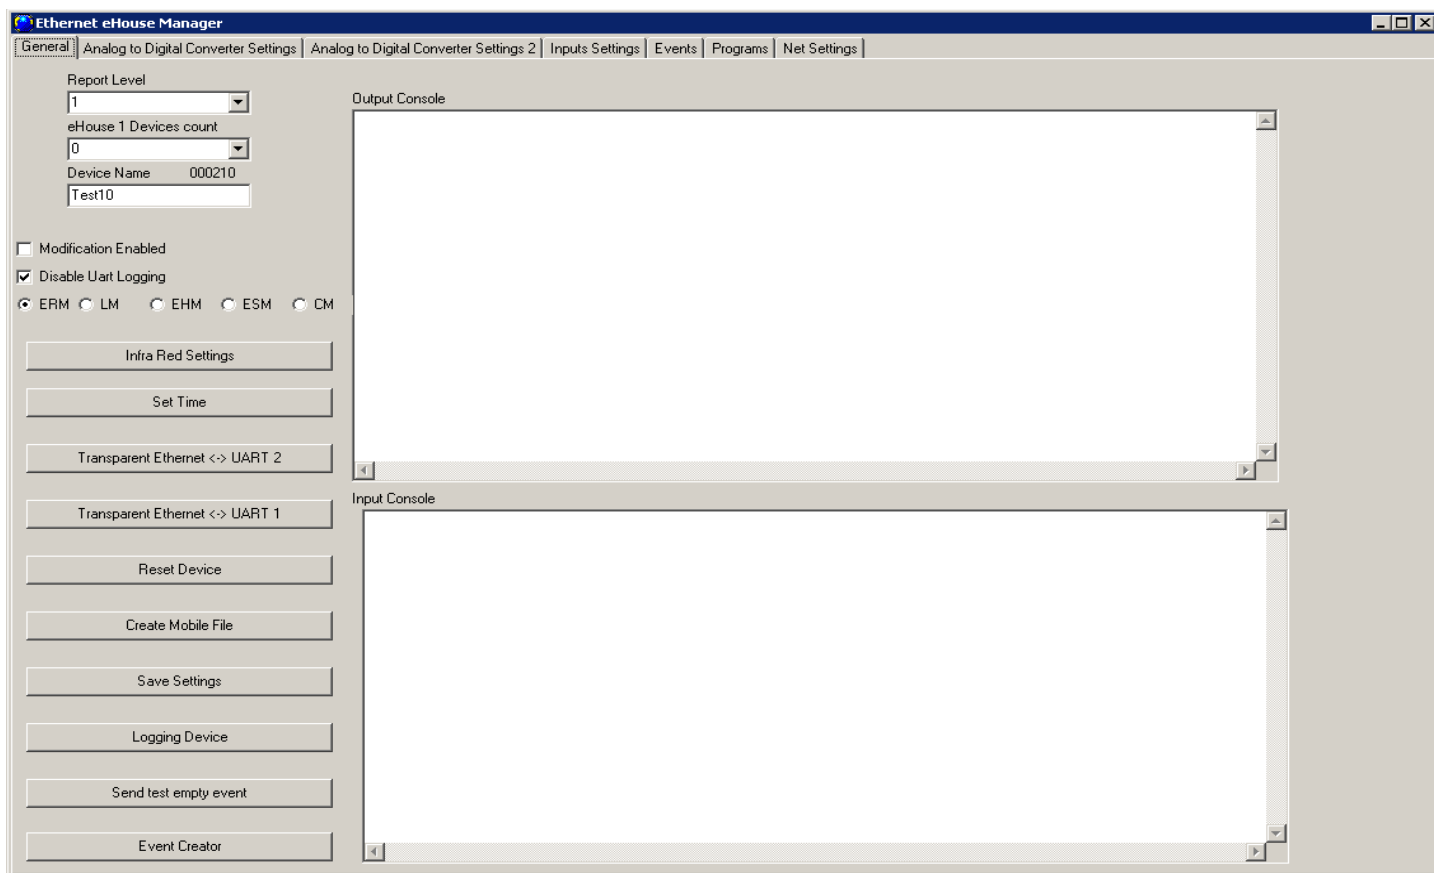 Ethernet eHouse Manager
General Analog to Digital Converter Settings Analog to Digital Converter Settings 2 Inputs Settings Events Programs Net Settings
Report Level
1
eHouse 1 Devices count
0
Device Name 000210
Test10
Modification Enabled
Disable Uart Logging
ERM LM EHM ESM CM
Infra Red Settings
Set Time
Transparent Ethernet <-> UART 2
Transparent Ethernet <-> UART 1
Reset Device
Create Mobile File
Save Settings
Logging Device
Send test empty event
Event Creator
Output Console
Input Console